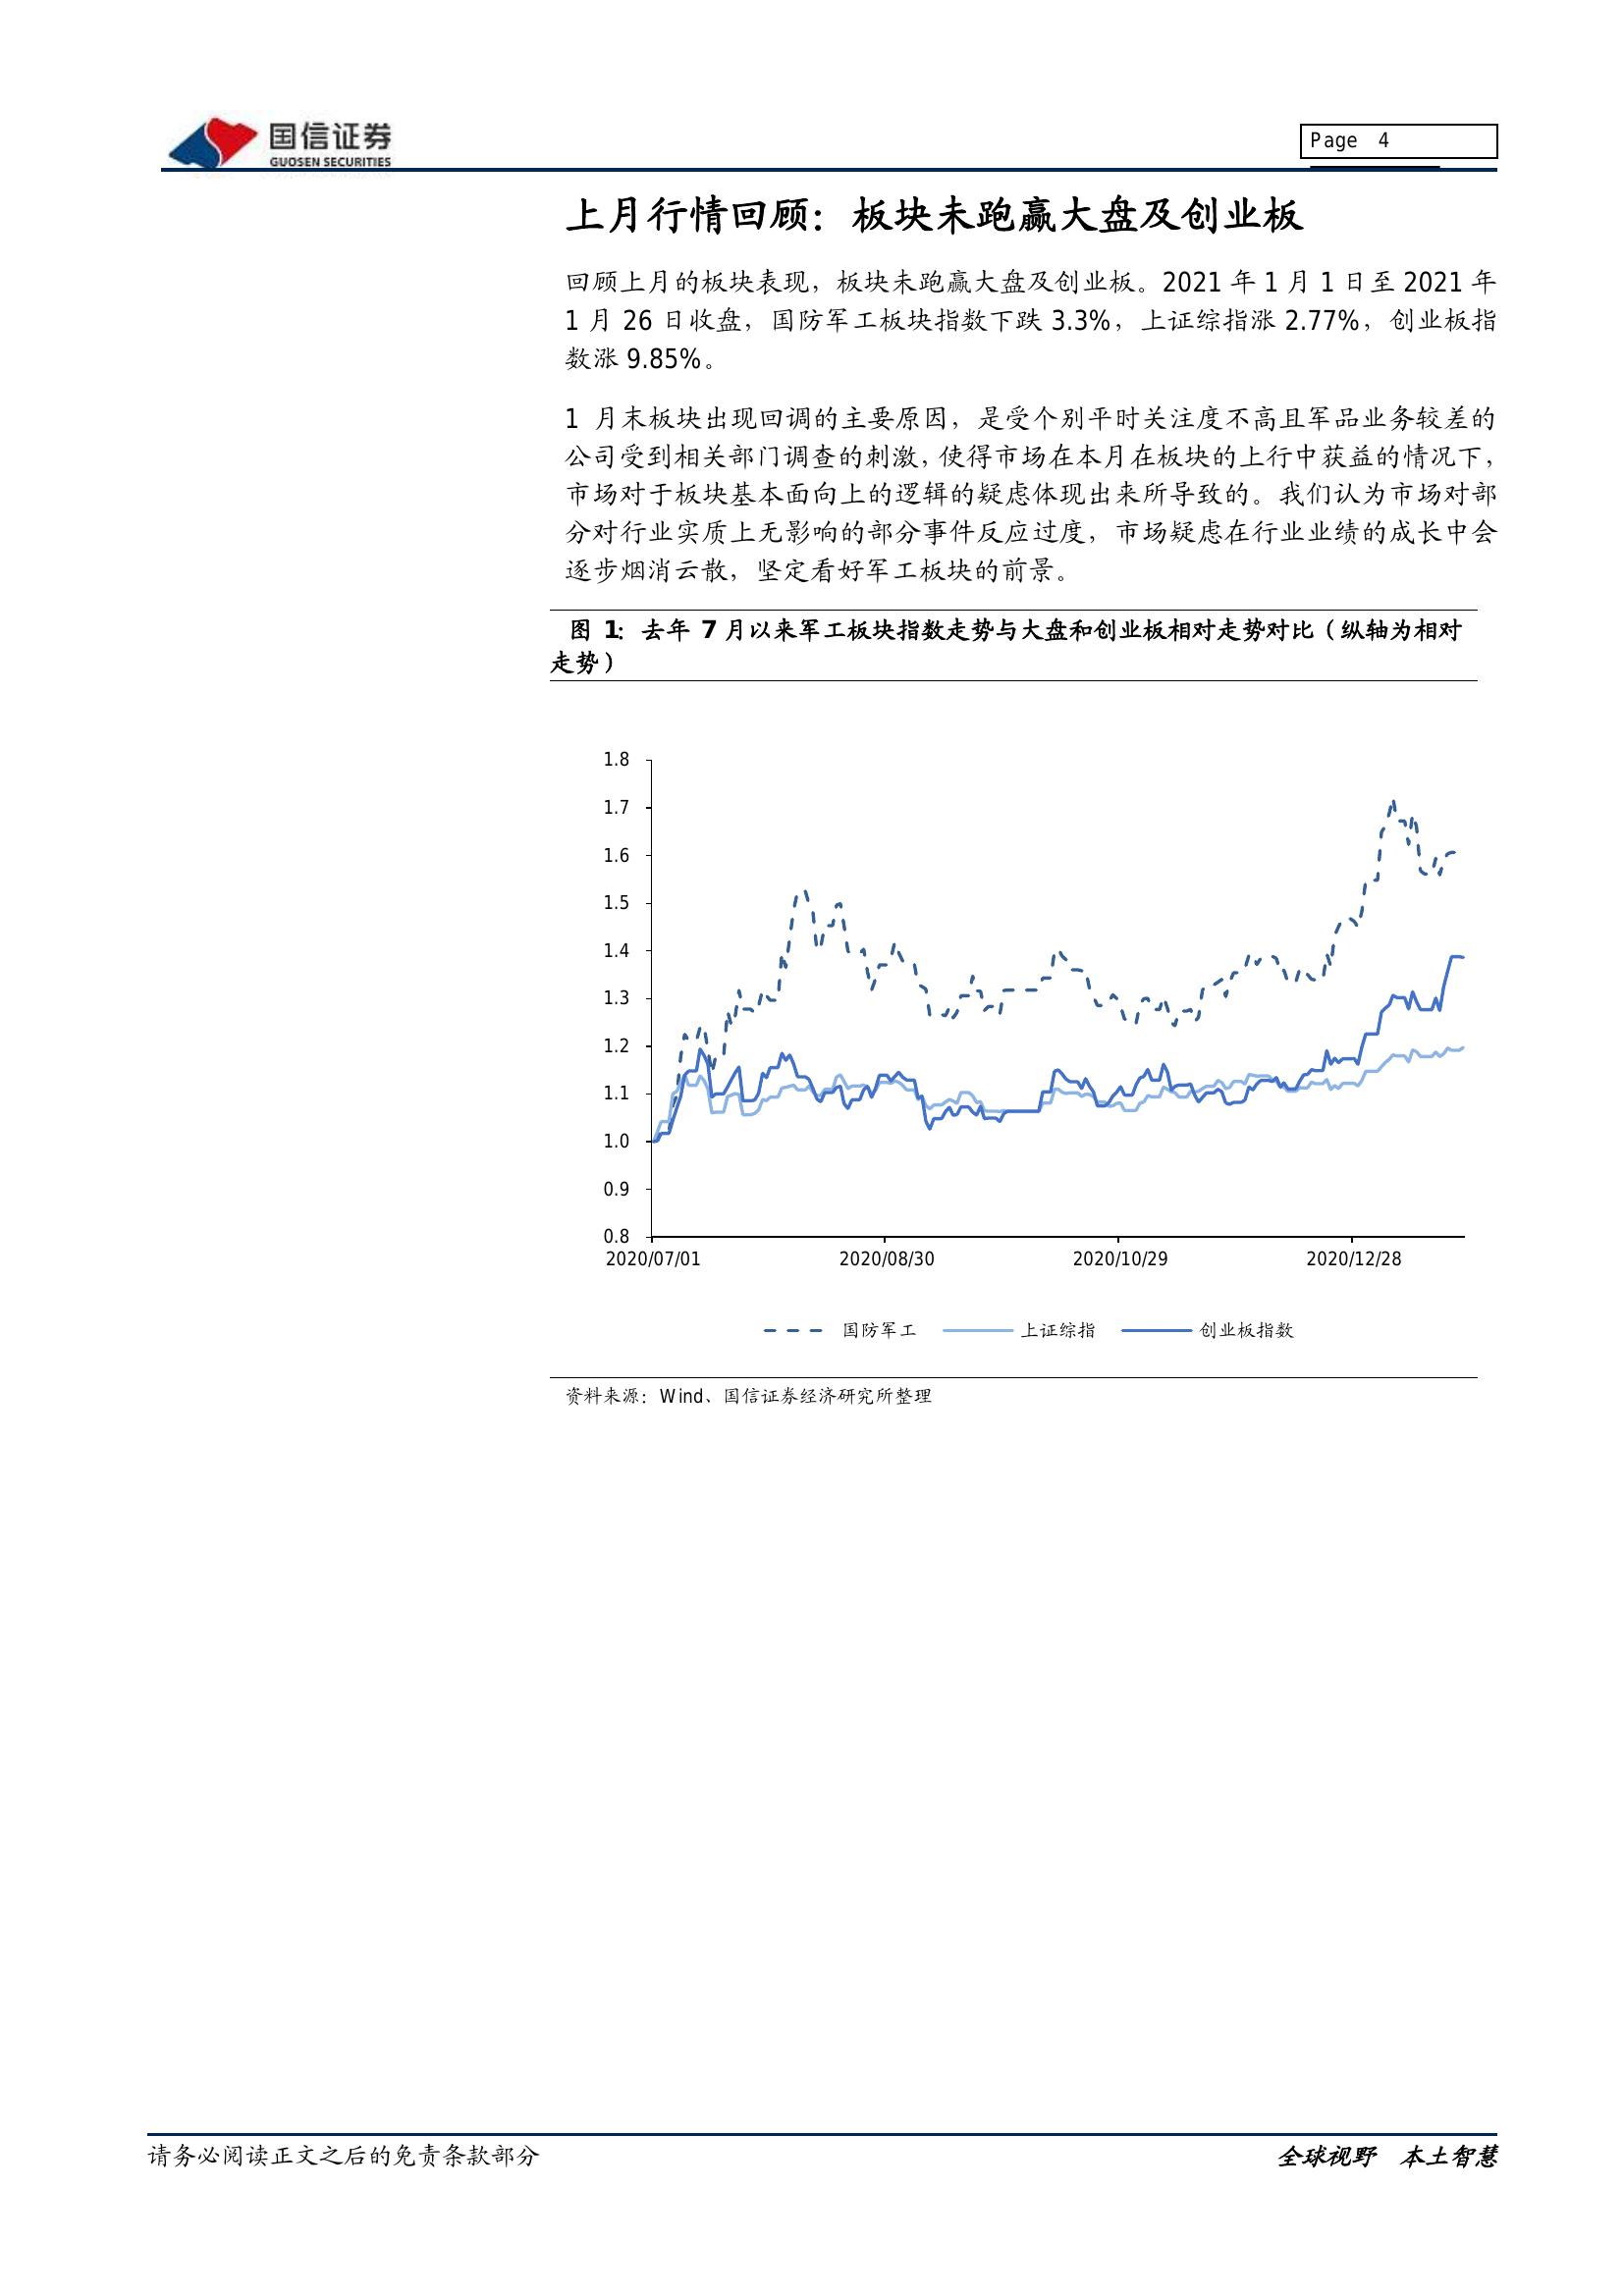 国信证券
GUOSEN SECURITIES
Page 4
上月行情回顾：板块未跑赢大盘及创业板
回顾上月的板块表现，板块未跑赢大盘及创业板。2021 年 1 月 1 日至 2021 年
1 月 26 日收盘，国防军工板块指数下跌 3.3%，上证综指涨 2.77%，创业板指
数涨 9.85%。
1 月末板块出现回调的主要原因，是受个别平时关注度不高且军品业务较差的
公司受到相关部门调查的刺激，使得市场在本月在板块的上行中获益的情况下，
市场对于板块基本面向上的逻辑的疑虑体现出来所导致的。我们认为市场对部
分对行业实质上无影响的部分事件反应过度，市场疑虑在行业业绩的成长中会
逐步烟消云散，坚定看好军工板块的前景。
图 1：去年 7 月以来军工板块指数走势与大盘和创业板相对走势对比（纵轴为相对
走势）
1.8
1.7
1.6
1.5
1.4
1.3
1.2
1.1
1.0
0.9
0.8
2020/07/01 2020/08/30 2020/10/29 2020/12/28
国防军工 上证综指 创业板指数
资料来源：Wind、国信证券经济研究所整理
请务必阅读正文之后的免责条款部分
全球视野 本土智慧